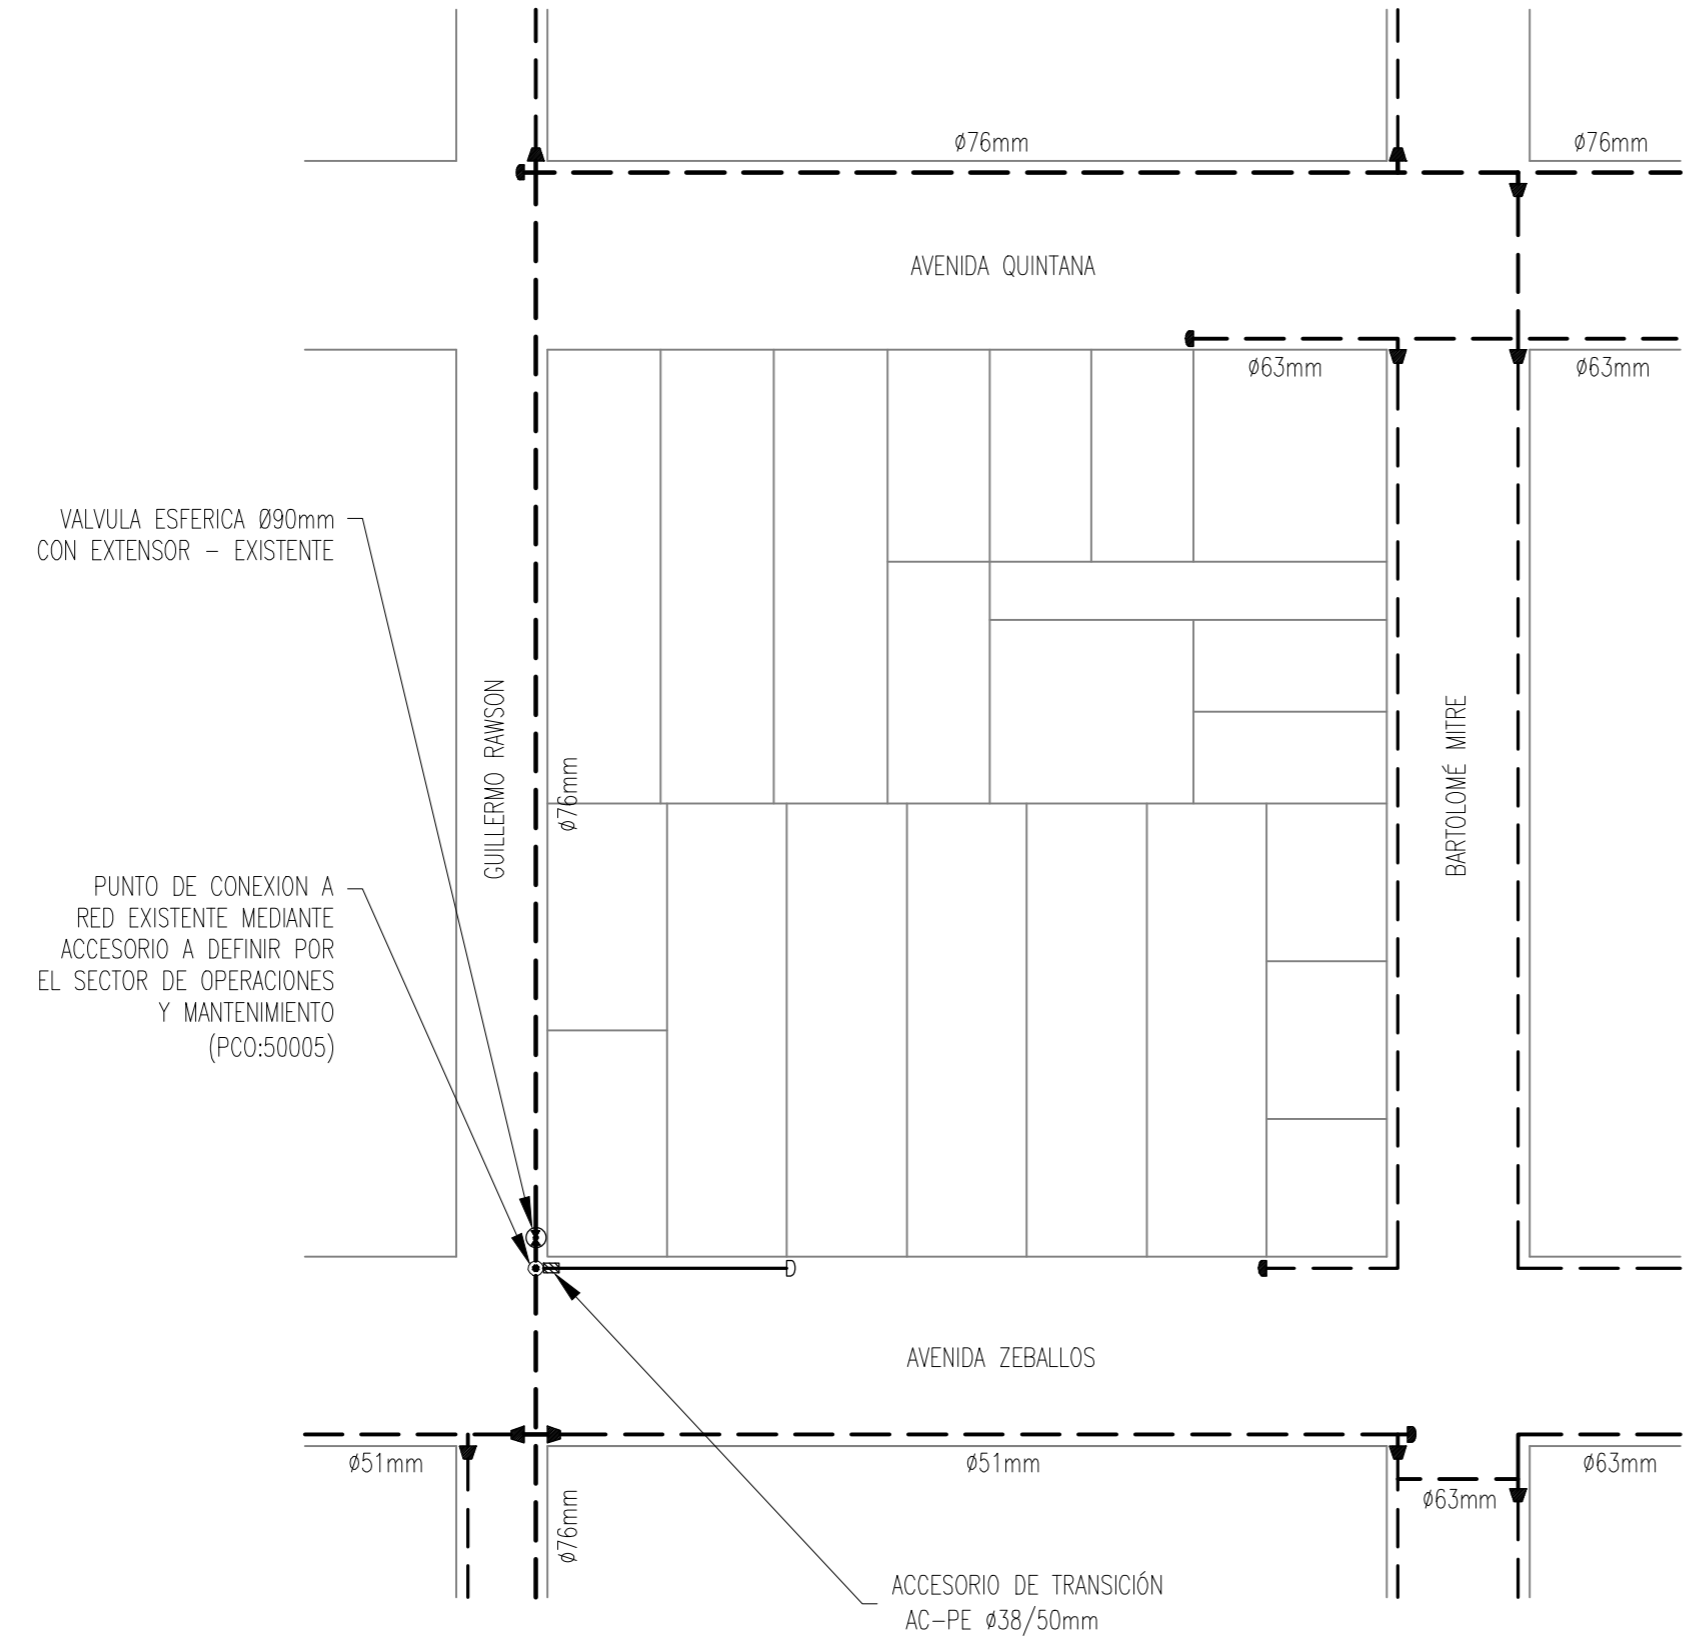 ø76mm
ø76mm
AVENIDA QUINTANA
ø63mm
ø63mm
VALVULA ESFERICA Ø90mm
CON EXTENSOR – EXISTENTE
GUILLERMO RAWSON
ø76mm
BARTOLOMÉ MITRE
PUNTO DE CONEXION A
RED EXISTENTE MEDIANTE
ACCESORIO A DEFINIR POR
EL SECTOR DE OPERACIONES
Y MANTENIMIENTO
(PCO:50005)
AVENIDA ZEBALLOS
ø51mm
ø51mm
ø63mm
ø63mm
ø76mm
ACCESORIO DE TRANSICIÓN
AC–PE ø38/50mm